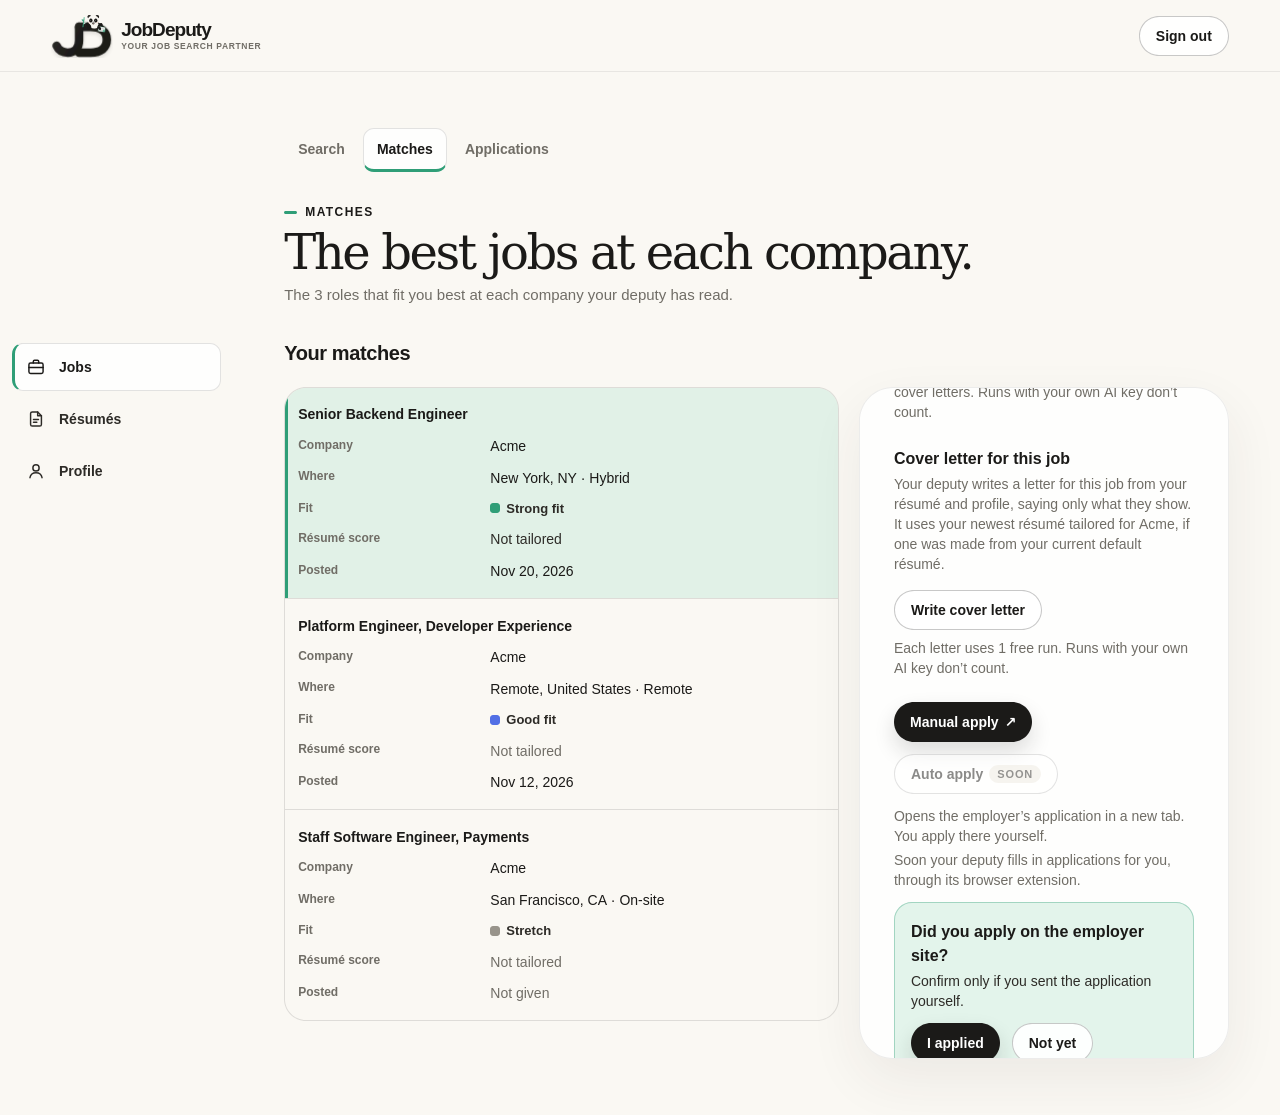 JobDeputy
YOUR JOB SEARCH PARTNER
Sign out
Search
Matches
Applications
MATCHES
The best jobs at each company.
The 3 roles that fit you best at each company your deputy has read.
Jobs
Résumés
Profile
Your matches
Senior Backend Engineer
Company Acme
Where New York, NY · Hybrid
Fit Strong fit
Résumé score Not tailored
Posted Nov 20, 2026
Platform Engineer, Developer Experience
Company Acme
Where Remote, United States · Remote
Fit Good fit
Résumé score Not tailored
Posted Nov 12, 2026
Staff Software Engineer, Payments
Company Acme
Where San Francisco, CA · On-site
Fit Stretch
Résumé score Not tailored
Posted Not given
cover letters. Runs with your own AI key don’t
count.
Cover letter for this job
Your deputy writes a letter for this job from your
résumé and profile, saying only what they show.
It uses your newest résumé tailored for Acme, if
one was made from your current default
résumé.
Write cover letter
Each letter uses 1 free run. Runs with your own
AI key don’t count.
Manual apply ↗
Auto apply SOON
Opens the employer’s application in a new tab.
You apply there yourself.
Soon your deputy fills in applications for you,
through its browser extension.
Did you apply on the employer
site?
Confirm only if you sent the application
yourself.
I applied
Not yet